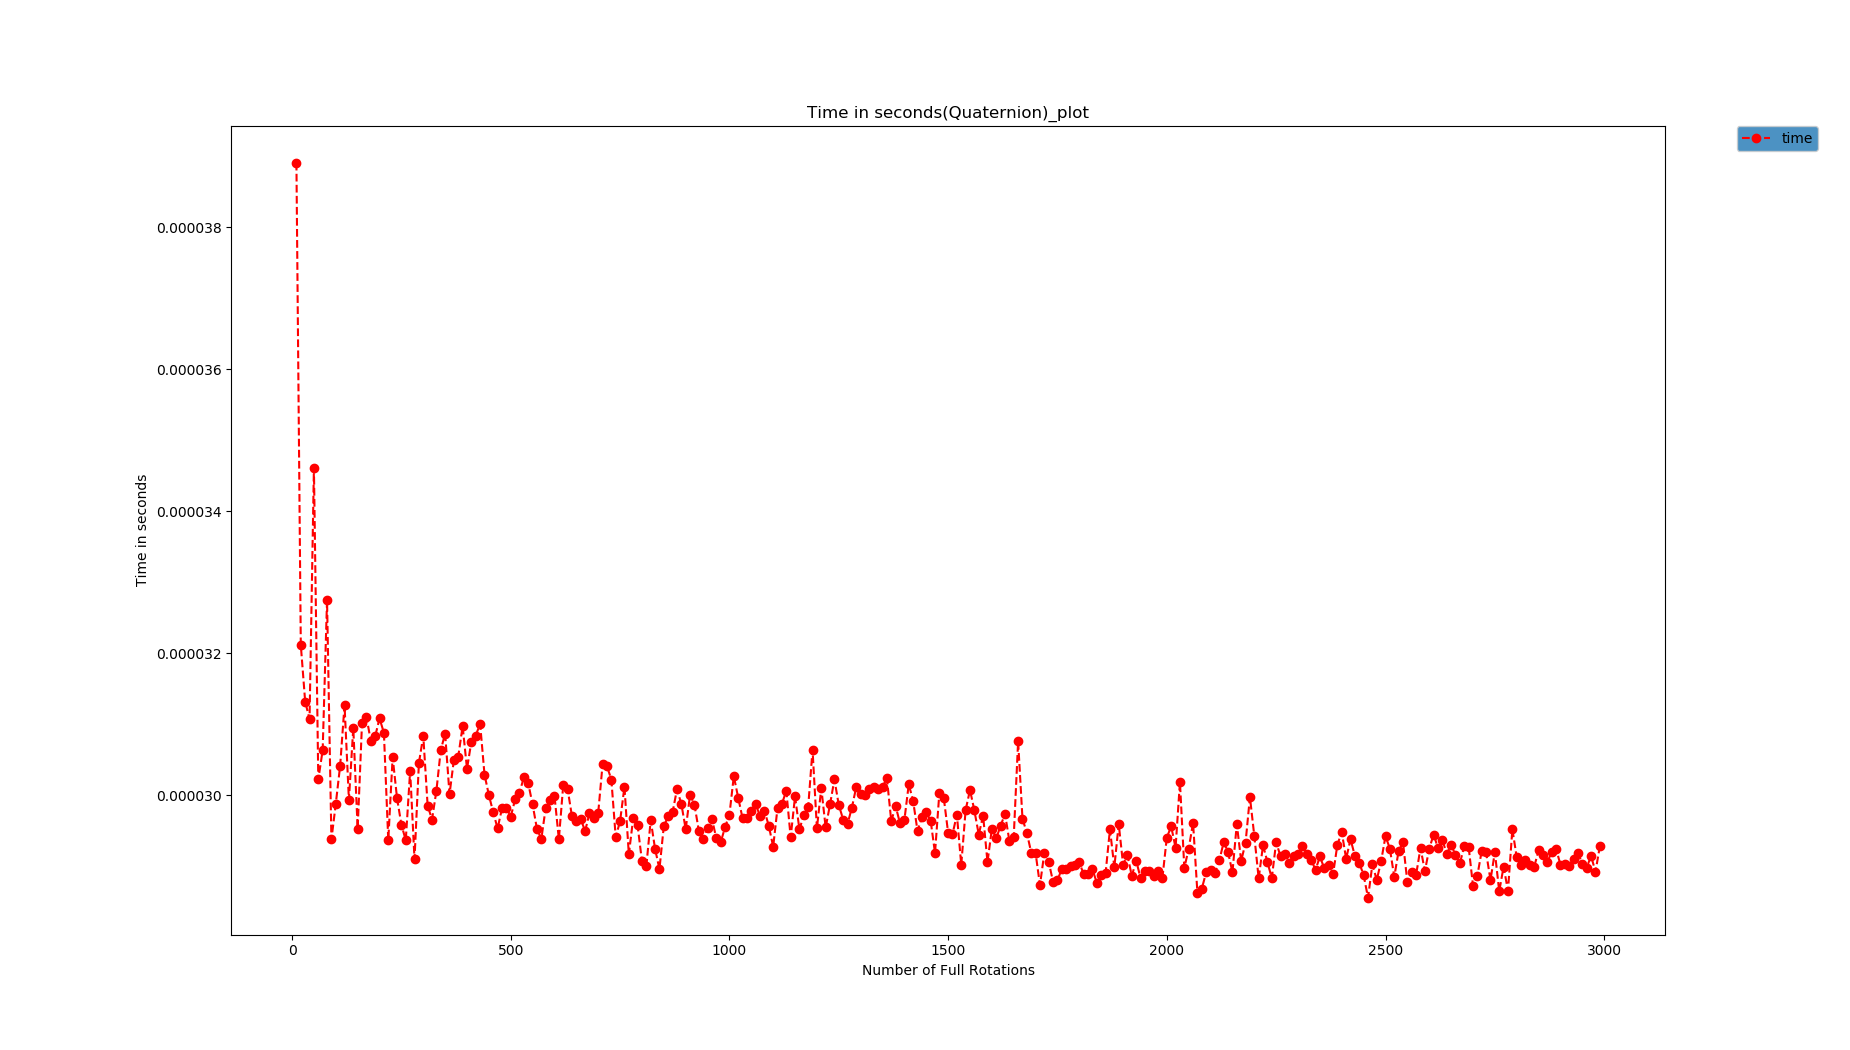 Time in seconds(Quaternion)_plot
time
0.000038
0.000036
0.000034
0.000032
0.000030
Time in seconds
0 500 1000 1500 2000 2500 3000
Number of Full Rotations